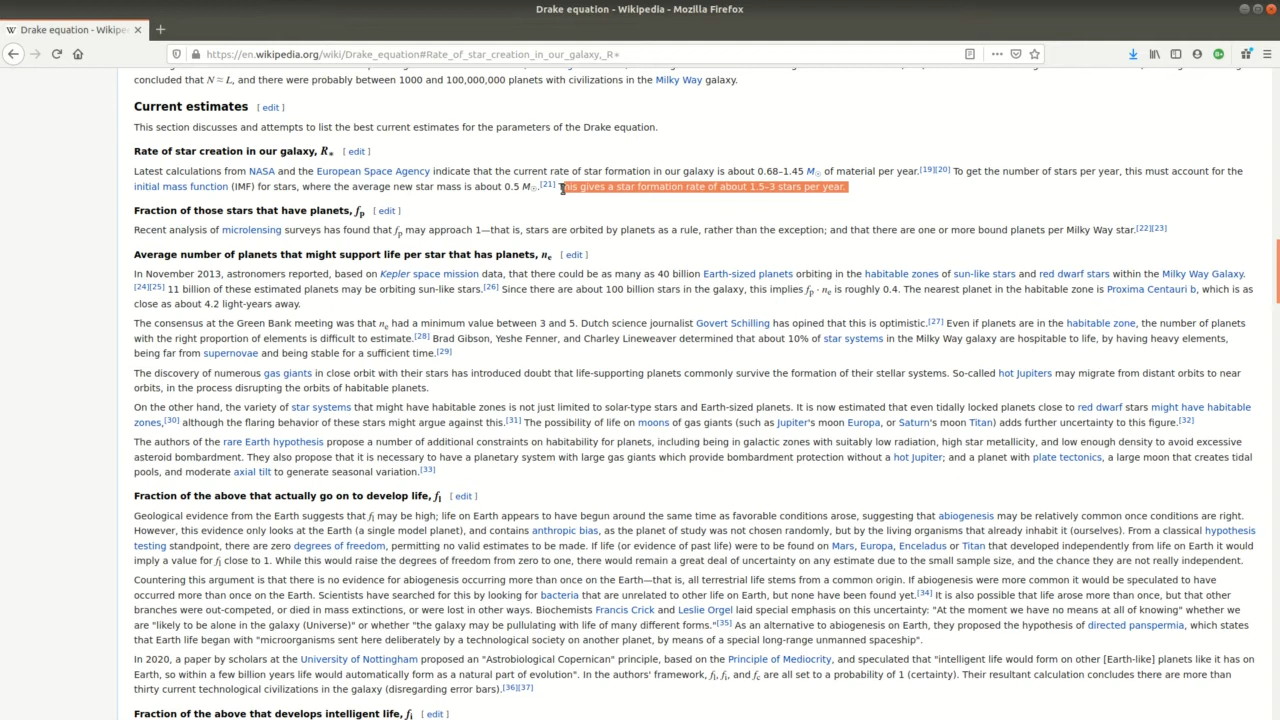 Drake equation - Wikipedia - Mozilla Firefox
W Drake equation - Wikipe
https://en.wikipedia.org/wiki/Drake_equation#Rate_of_star_creation_in_our_galaxy,_R∗
concluded that N ≈ L, and there were probably between 1000 and 100,000,000 planets with civilizations in the Milky Way galaxy.
Current estimates [ edit ]
This section discusses and attempts to list the best current estimates for the parameters of the Drake equation.
Rate of star creation in our galaxy, R∗ [ edit ]
Latest calculations from NASA and the European Space Agency indicate that the current rate of star formation in our galaxy is about 0.68–1.45 M☉ of material per year.[19][20] To get the number of stars per year, this must account for the
initial mass function (IMF) for stars, where the average new star mass is about 0.5 M☉.[21] This gives a star formation rate of about 1.5–3 stars per year.
Fraction of those stars that have planets, fp [ edit ]
Recent analysis of microlensing surveys has found that fp may approach 1—that is, stars are orbited by planets as a rule, rather than the exception; and that there are one or more bound planets per Milky Way star.[22][23]
Average number of planets that might support life per star that has planets, ne [ edit ]
In November 2013, astronomers reported, based on Kepler space mission data, that there could be as many as 40 billion Earth-sized planets orbiting in the habitable zones of sun-like stars and red dwarf stars within the Milky Way Galaxy.
[24][25] 11 billion of these estimated planets may be orbiting sun-like stars.[26] Since there are about 100 billion stars in the galaxy, this implies fp · ne is roughly 0.4. The nearest planet in the habitable zone is Proxima Centauri b, which is as
close as about 4.2 light-years away.
The consensus at the Green Bank meeting was that ne had a minimum value between 3 and 5. Dutch science journalist Govert Schilling has opined that this is optimistic.[27] Even if planets are in the habitable zone, the number of planets
with the right proportion of elements is difficult to estimate.[28] Brad Gibson, Yeshe Fenner, and Charley Lineweaver determined that about 10% of star systems in the Milky Way galaxy are hospitable to life, by having heavy elements,
being far from supernovae and being stable for a sufficient time.[29]
The discovery of numerous gas giants in close orbit with their stars has introduced doubt that life-supporting planets commonly survive the formation of their stellar systems. So-called hot Jupiters may migrate from distant orbits to near
orbits, in the process disrupting the orbits of habitable planets.
On the other hand, the variety of star systems that might have habitable zones is not just limited to solar-type stars and Earth-sized planets. It is now estimated that even tidally locked planets close to red dwarf stars might have habitable
zones,[30] although the flaring behavior of these stars might argue against this.[31] The possibility of life on moons of gas giants (such as Jupiter's moon Europa, or Saturn's moon Titan) adds further uncertainty to this figure.[32]
The authors of the rare Earth hypothesis propose a number of additional constraints on habitability for planets, including being in galactic zones with suitably low radiation, high star metallicity, and low enough density to avoid excessive
asteroid bombardment. They also propose that it is necessary to have a planetary system with large gas giants which provide bombardment protection without a hot Jupiter; and a planet with plate tectonics, a large moon that creates tidal
pools, and moderate axial tilt to generate seasonal variation.[33]
Fraction of the above that actually go on to develop life, fl [ edit ]
Geological evidence from the Earth suggests that fl may be high; life on Earth appears to have begun around the same time as favorable conditions arose, suggesting that abiogenesis may be relatively common once conditions are right.
However, this evidence only looks at the Earth (a single model planet), and contains anthropic bias, as the planet of study was not chosen randomly, but by the living organisms that already inhabit it (ourselves). From a classical hypothesis
testing standpoint, there are zero degrees of freedom, permitting no valid estimates to be made. If life (or evidence of past life) were to be found on Mars, Europa, Enceladus or Titan that developed independently from life on Earth it would
imply a value for fl close to 1. While this would raise the degrees of freedom from zero to one, there would remain a great deal of uncertainty on any estimate due to the small sample size, and the chance they are not really independent.
Countering this argument is that there is no evidence for abiogenesis occurring more than once on the Earth—that is, all terrestrial life stems from a common origin. If abiogenesis were more common it would be speculated to have
occurred more than once on the Earth. Scientists have searched for this by looking for bacteria that are unrelated to other life on Earth, but none have been found yet.[34] It is also possible that life arose more than once, but that other
branches were out-competed, or died in mass extinctions, or were lost in other ways. Biochemists Francis Crick and Leslie Orgel laid special emphasis on this uncertainty: "At the moment we have no means at all of knowing" whether we
are "likely to be alone in the galaxy (Universe)" or whether "the galaxy may be pullulating with life of many different forms."[35] As an alternative to abiogenesis on Earth, they proposed the hypothesis of directed panspermia, which states
that Earth life began with "microorganisms sent here deliberately by a technological society on another planet, by means of a special long-range unmanned spaceship".
In 2020, a paper by scholars at the University of Nottingham proposed an "Astrobiological Copernican" principle, based on the Principle of Mediocrity, and speculated that "intelligent life would form on other [Earth-like] planets like it has on
Earth, so within a few billion years life would automatically form as a natural part of evolution". In the authors' framework, fl, fi, and fc are all set to a probability of 1 (certainty). Their resultant calculation concludes there are more than
thirty current technological civilizations in the galaxy (disregarding error bars).[36][37]
Fraction of the above that develops intelligent life, fi [ edit ]